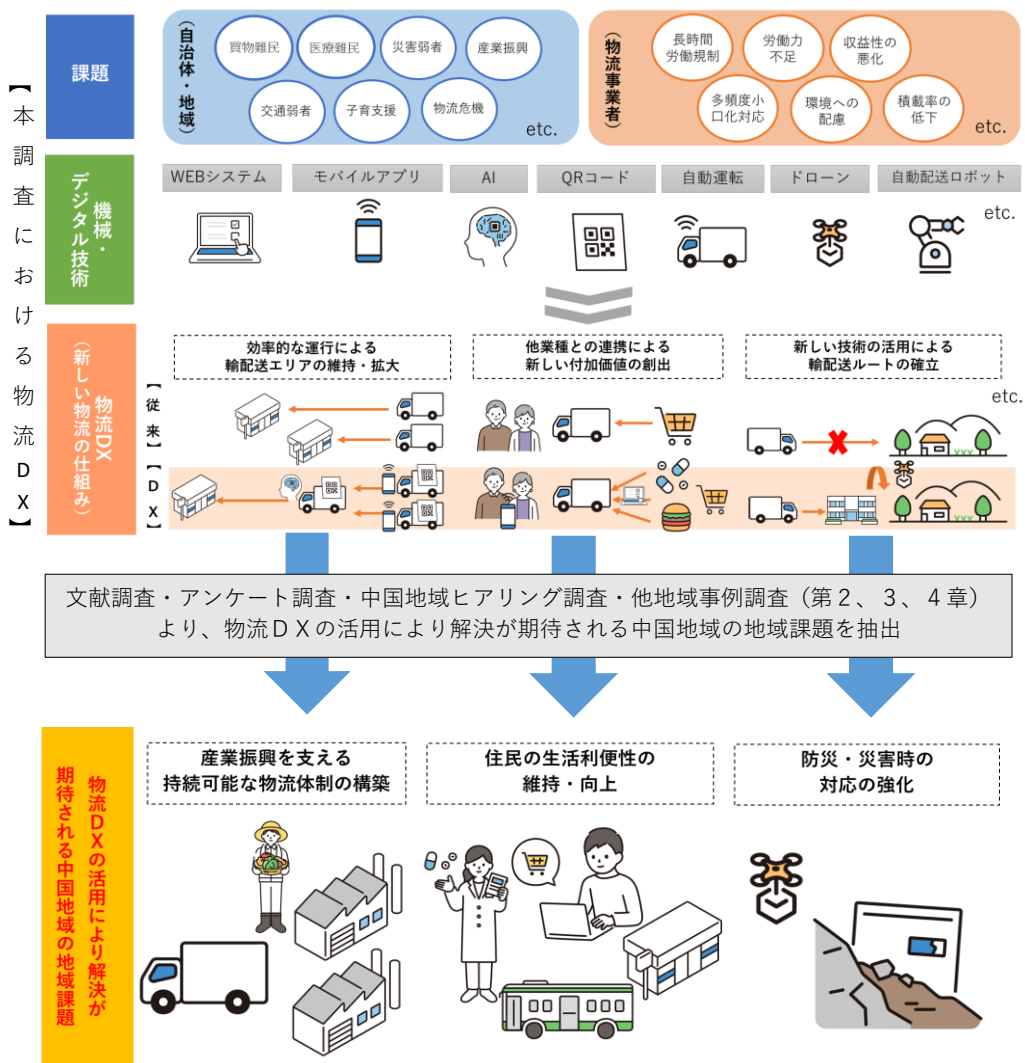 【本調査における物流DX】
課題
(自治体・地域)
買物難民
医療難民
災害弱者
産業振興
交通弱者
子育支援
物流危機
etc.
(物流事業者)
長時間
労働規制
労働力
不足
収益性の
悪化
多頻度小
口化対応
環境への
配慮
積載率の
低下
etc.
機械・
デジタル技術
WEBシステム
モバイルアプリ
AI
QRコード
自動運転
ドローン
自動配送ロボット
etc.
物流DX
(新しい物流の仕組み)
効率的な運行による
輸配送エリアの維持・拡大
他業種との連携による
新しい付加価値の創出
新しい技術の活用による
輸配送ルートの確立
etc.
【従来】
【DX】
文献調査・アンケート調査・中国地域ヒアリング調査・他地域事例調査（第２、３、４章）
より、物流ＤＸの活用により解決が期待される中国地域の地域課題を抽出
物流DXの活用により解決が
期待される中国地域の地域課題
産業振興を支える
持続可能な物流体制の構築
住民の生活利便性の
維持・向上
防災・災害時の
対応の強化